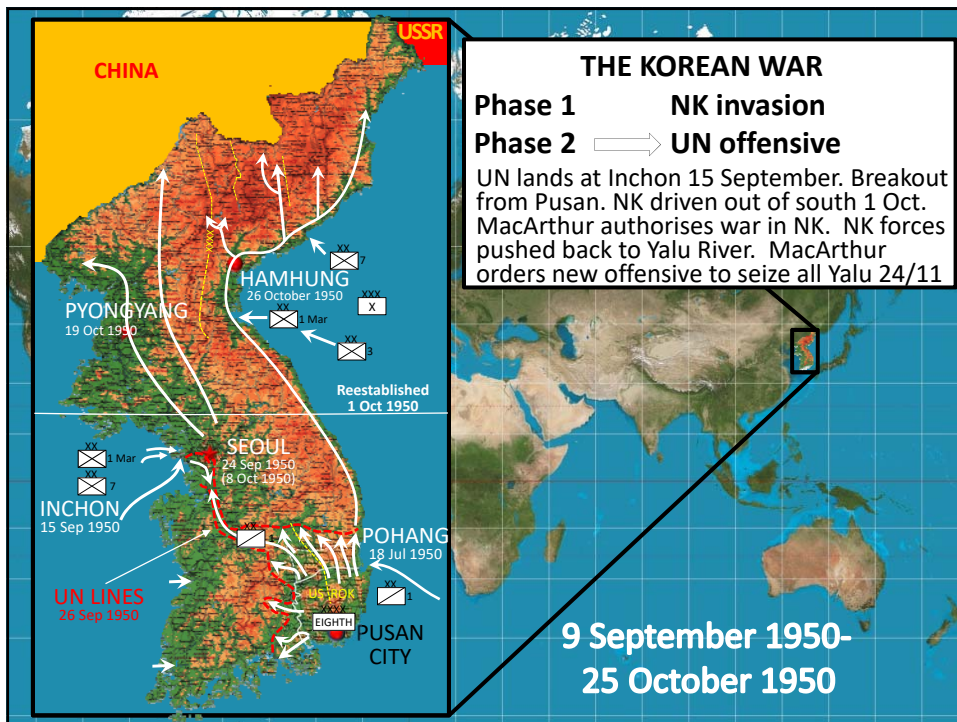 USSR
CHINA
THE KOREAN WAR
Phase 1 NK invasion
Phase 2 UN offensive
UN lands at Inchon 15 September. Breakout
from Pusan. NK driven out of south 1 Oct.
MacArthur authorises war in NK. NK forces
pushed back to Yalu River. MacArthur
orders new offensive to seize all Yalu 24/11
XX
7
HAMHUNG
26 October 1950
XXX
X
PYONGYANG
19 Oct 1950
XX
1 Mar
XX
3
Reestablished
1 Oct 1950
SEOUL
24 Sep 1950
(8 Oct 1950)
XX
1 Mar
XX
7
INCHON
15 Sep 1950
XX
1
POHANG
18 Jul 1950
UN LINES
26 Sep 1950
US ROK
XX
1
XXXX
EIGHTH
PUSAN
CITY
9 September 1950-
25 October 1950